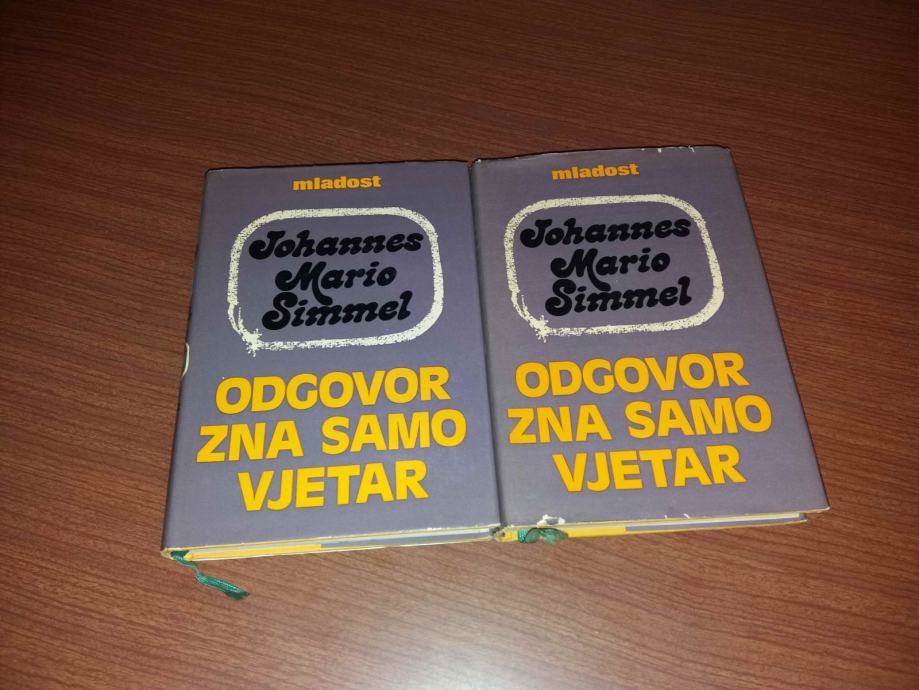 mladost
Johannes
Mario
Simmel
ODGOVOR
ZNA SAMO
VJETAR
mladost
Johannes
Mario
Simmel
ODGOVOR
ZNA SAMO
VJETAR